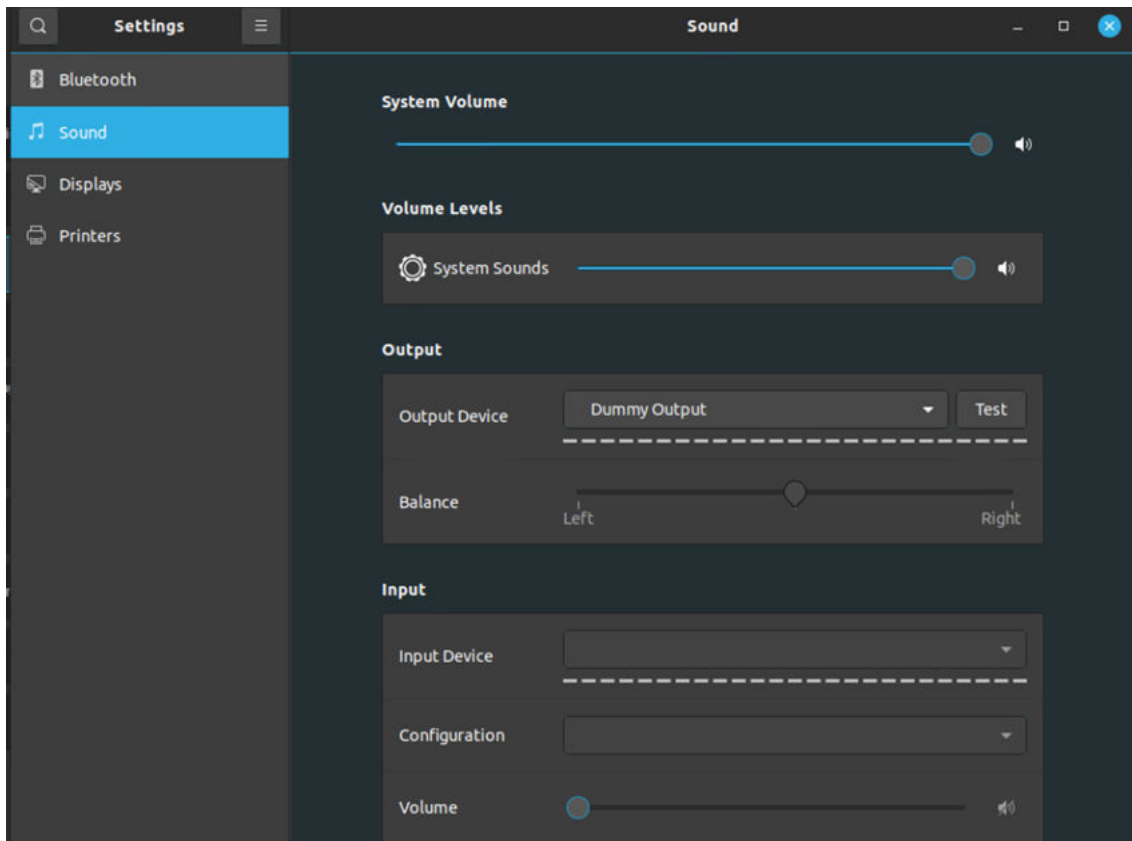 Settings
Sound
Bluetooth
Sound
Displays
Printers
System Volume
Volume Levels
System Sounds
Output
Output Device
Dummy Output
Test
Balance
Left
Right
Input
Input Device
Configuration
Volume